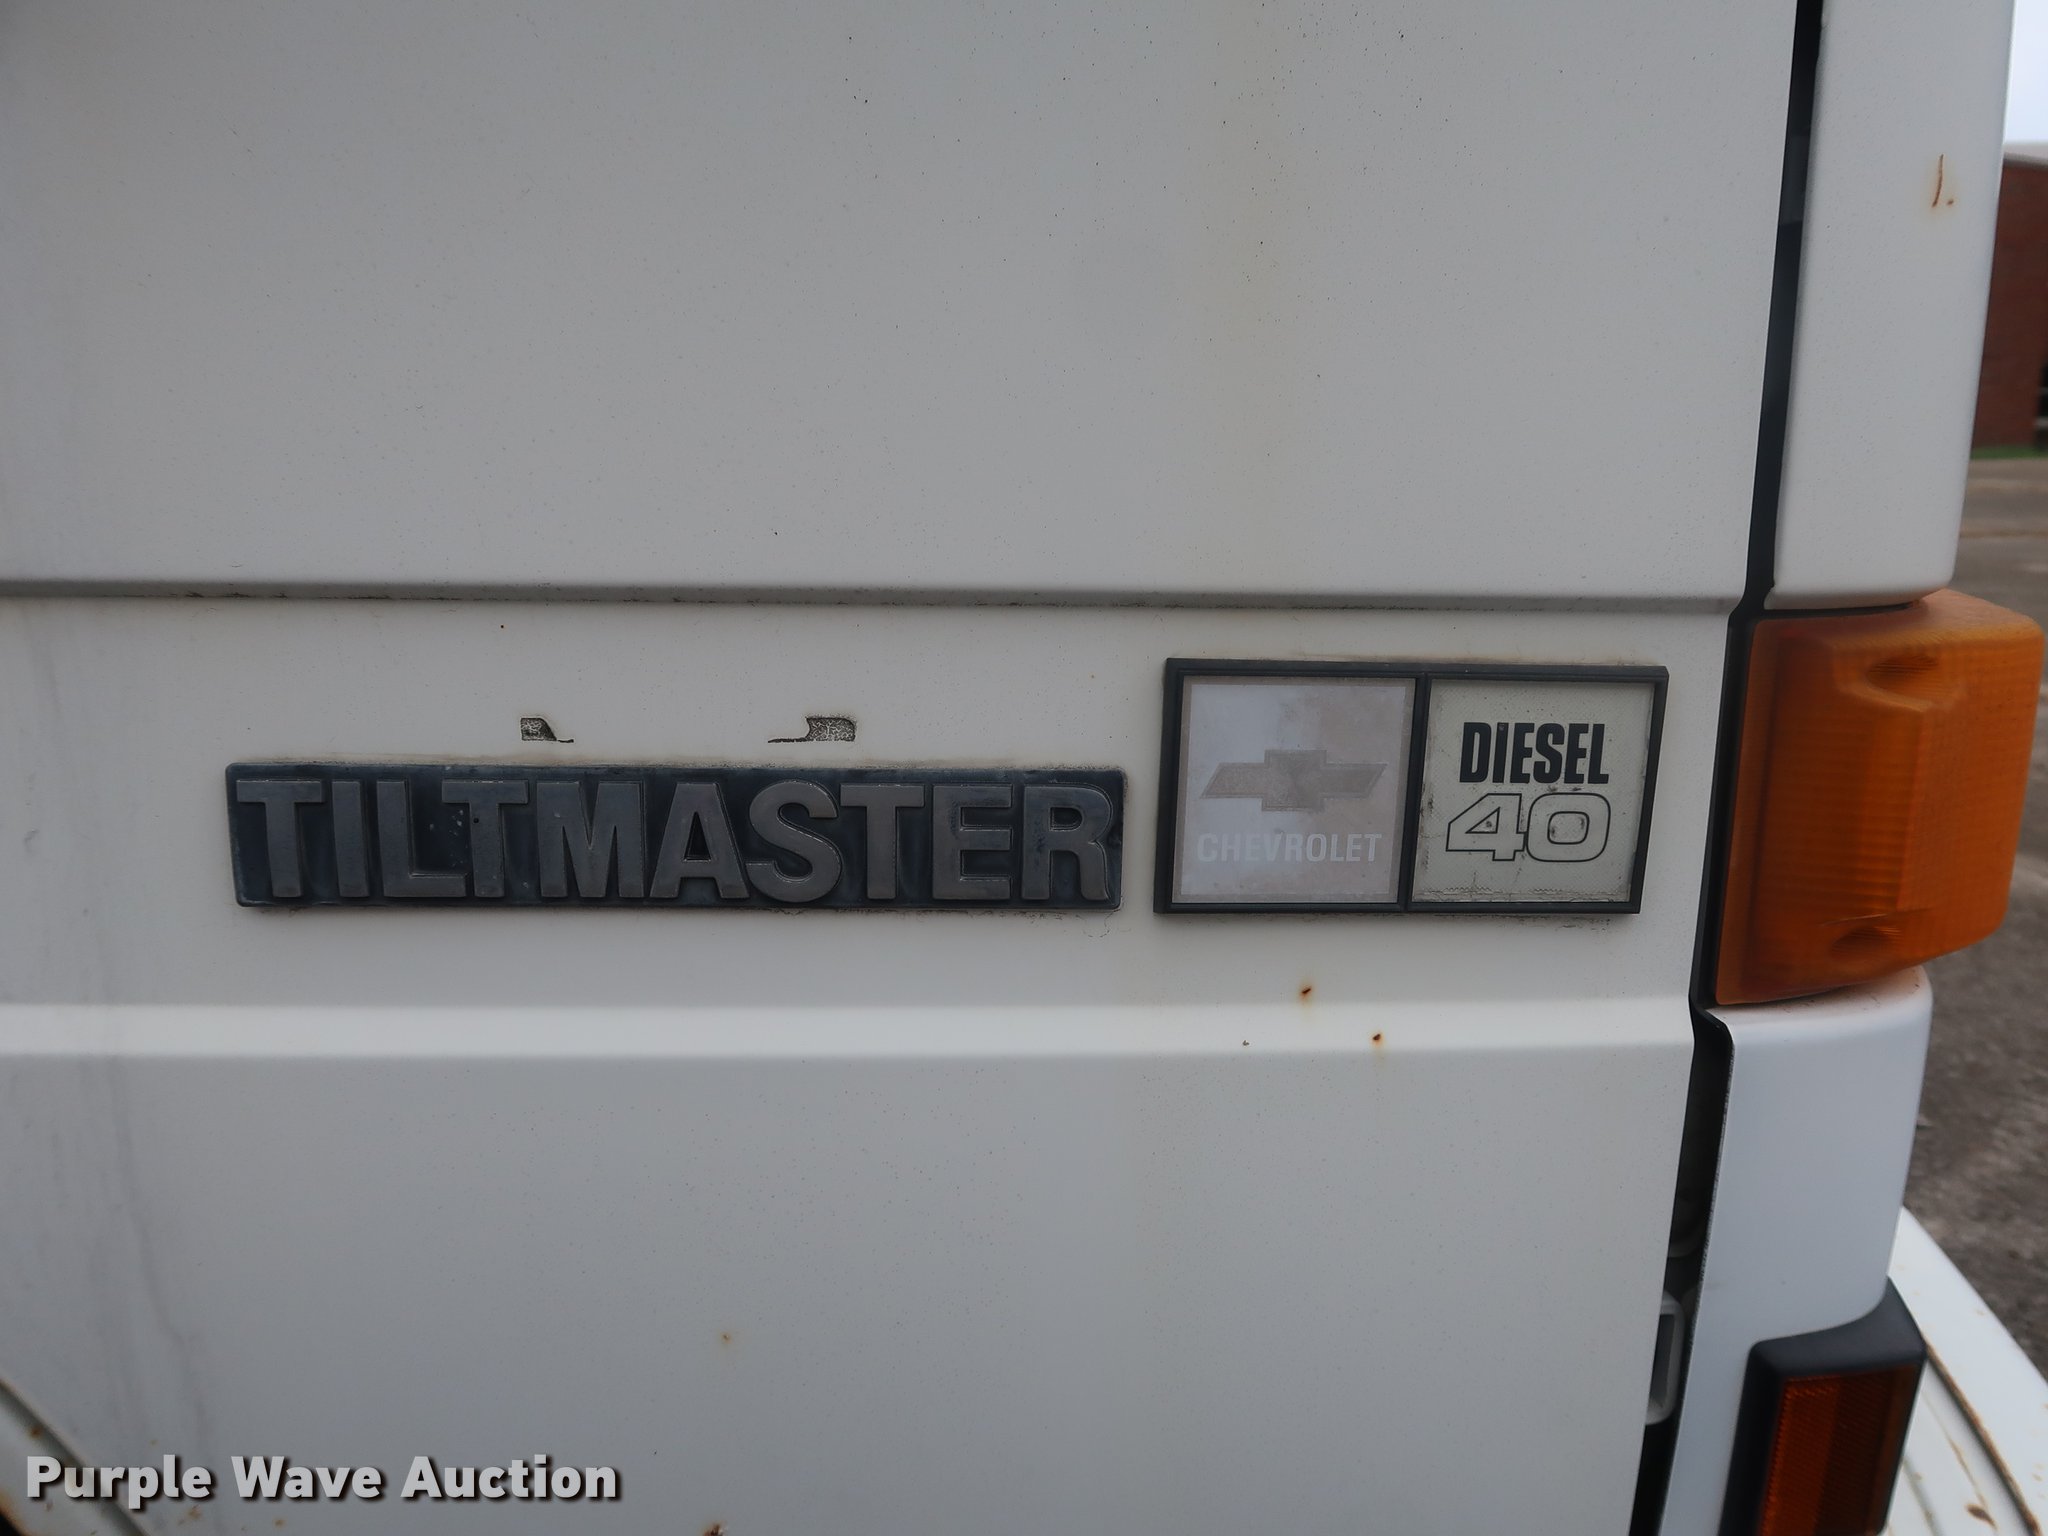 TILTMASTER
CHEVROLET
DIESEL
40
Purple Wave Auction